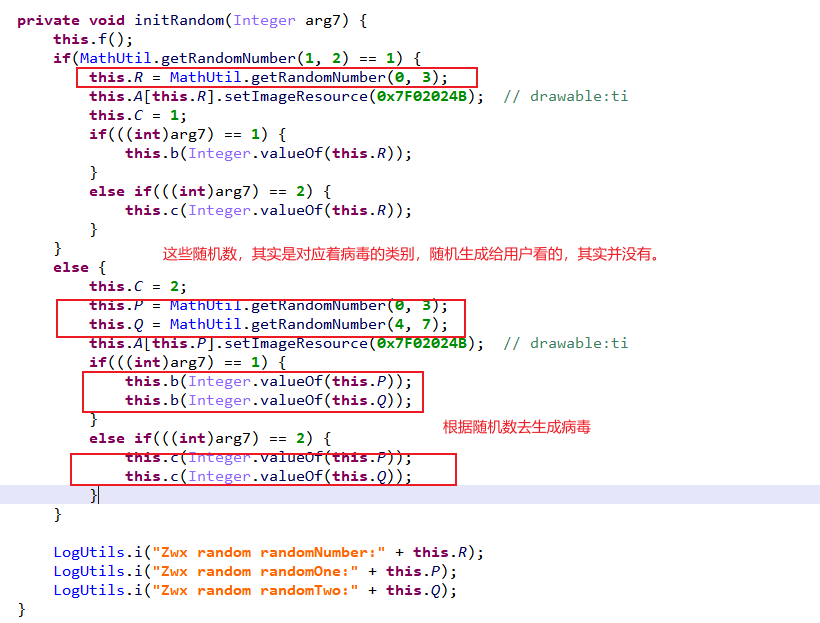 private void initRandom(Integer arg7) {
this.f();
if(MathUtil.getRandomNumber(1, 2) == 1) {
this.R = MathUtil.getRandomNumber(0, 3);
this.A[this.R].setImageResource(0x7F02024B);  // drawable:ti
this.C = 1;
if(((int)arg7) == 1) {
this.b(Integer.valueOf(this.R));
}
else if(((int)arg7) == 2) {
this.c(Integer.valueOf(this.R));
}
}
这些随机数，其实是对应着病毒的类别，随机生成给用户看的，其实并没有。
else {
this.C = 2;
this.P = MathUtil.getRandomNumber(0, 3);
this.Q = MathUtil.getRandomNumber(4, 7);
this.A[this.P].setImageResource(0x7F02024B);  // drawable:ti
if(((int)arg7) == 1) {
this.b(Integer.valueOf(this.P));
this.b(Integer.valueOf(this.Q));
}
根据随机数去生成病毒
else if(((int)arg7) == 2) {
this.c(Integer.valueOf(this.P));
this.c(Integer.valueOf(this.Q));
}
}
LogUtils.i("Zwx random randomNumber:" + this.R);
LogUtils.i("Zwx random randomOne:" + this.P);
LogUtils.i("Zwx random randomTwo:" + this.Q);
}